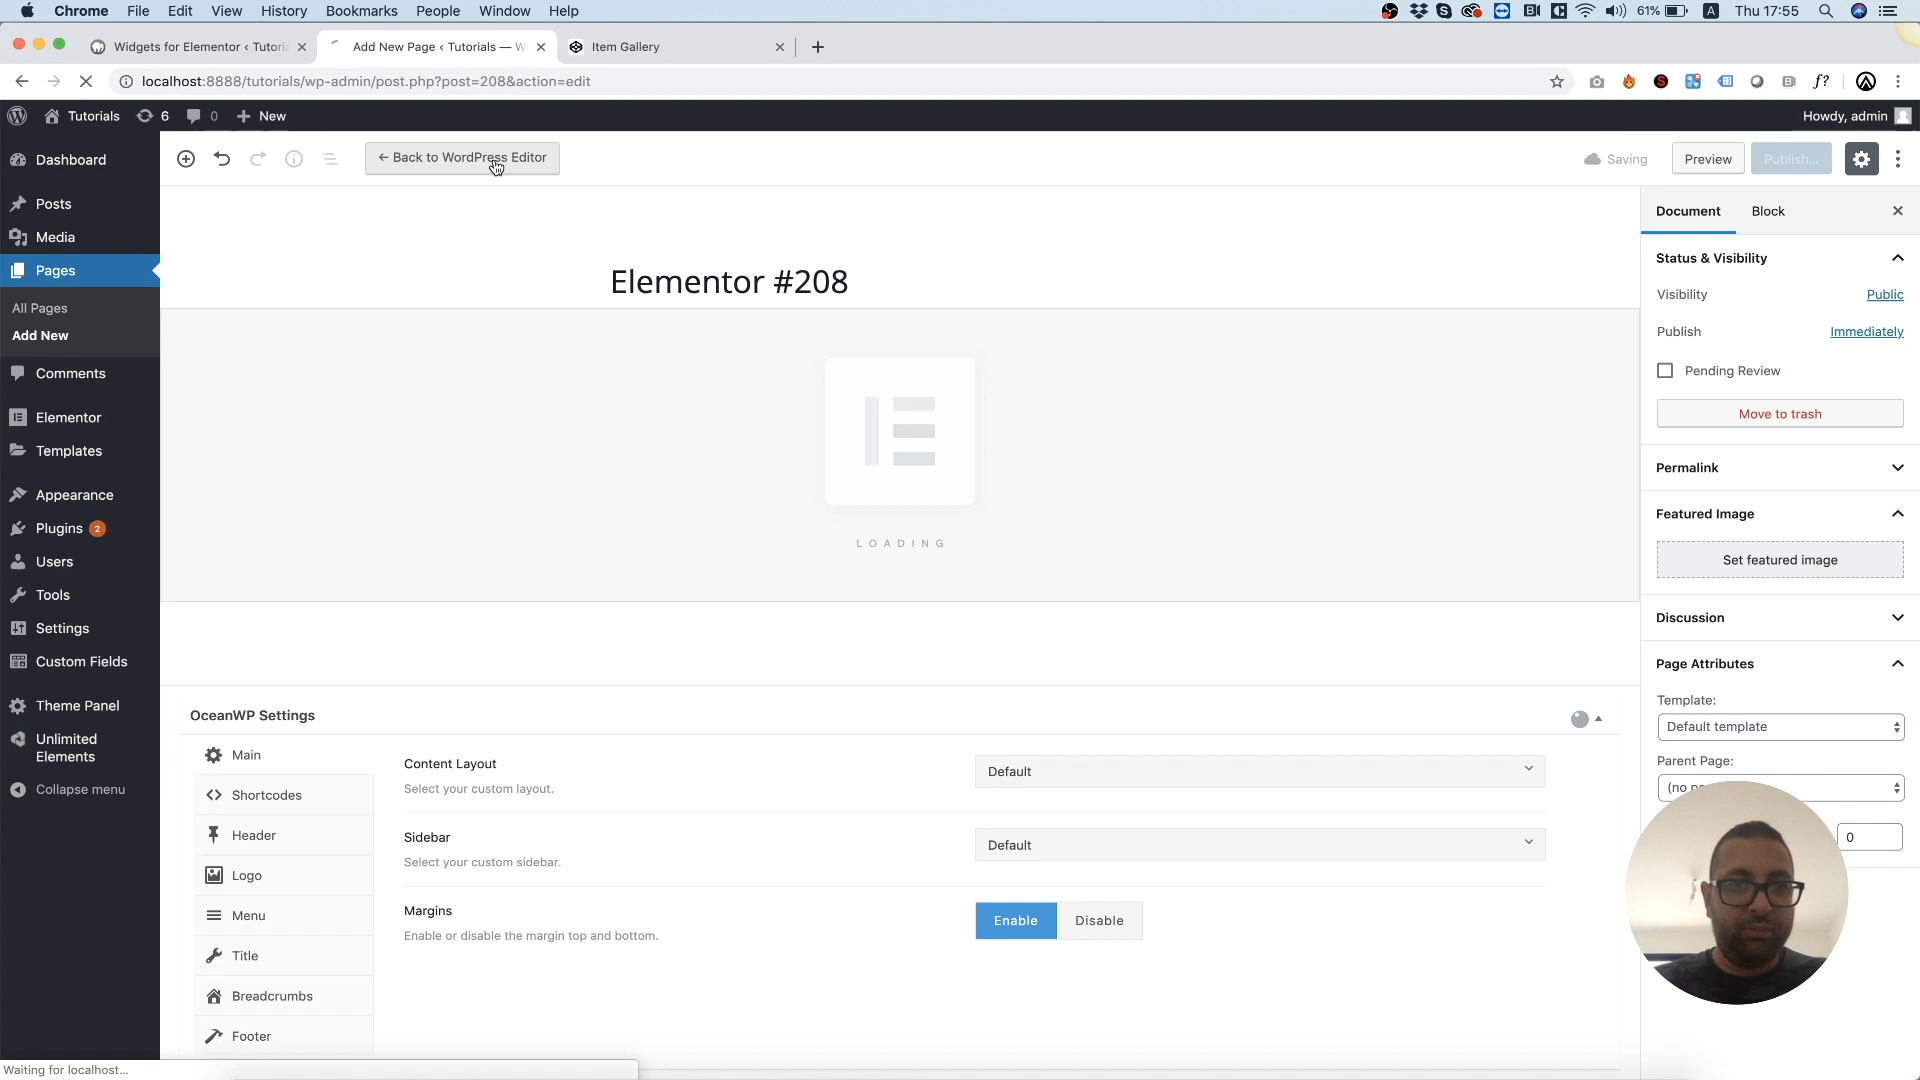 Chrome File Edit View History Bookmarks People Window Help
61% A Thu 17:55
Widgets for Elementor ‹ Tutori
Add New Page ‹ Tutorials — W
Item Gallery
localhost:8888/tutorials/wp-admin/post.php?post=208&action=edit
f?
Tutorials 6 0 New
Howdy, admin
Dashboard
Posts
Media
Pages
All Pages
Add New
Comments
Elementor
Templates
Appearance
Plugins 2
Users
Tools
Settings
Custom Fields
Theme Panel
Unlimited
Elements
Collapse menu
← Back to WordPress Editor
Saving
Preview
Publish...
Elementor #208
LOADING
OceanWP Settings
Main
Shortcodes
Header
Logo
Menu
Title
Breadcrumbs
Footer
Content Layout
Select your custom layout.
Default
Sidebar
Select your custom sidebar.
Default
Margins
Enable or disable the margin top and bottom.
Enable Disable
Document Block
Status & Visibility
Visibility Public
Publish Immediately
Pending Review
Move to trash
Permalink
Featured Image
Set featured image
Discussion
Page Attributes
Template:
Default template
Parent Page:
(no
0
Waiting for localhost...